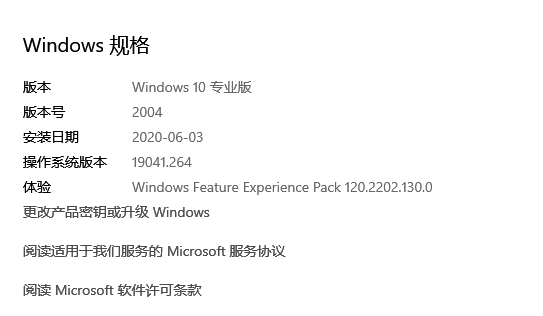 Windows 规格
版本 Windows 10 专业版
版本号 2004
安装日期 2020-06-03
操作系统版本 19041.264
体验 Windows Feature Experience Pack 120.2202.130.0
更改产品密钥或升级 Windows
阅读适用于我们服务的 Microsoft 服务协议
阅读 Microsoft 软件许可条款